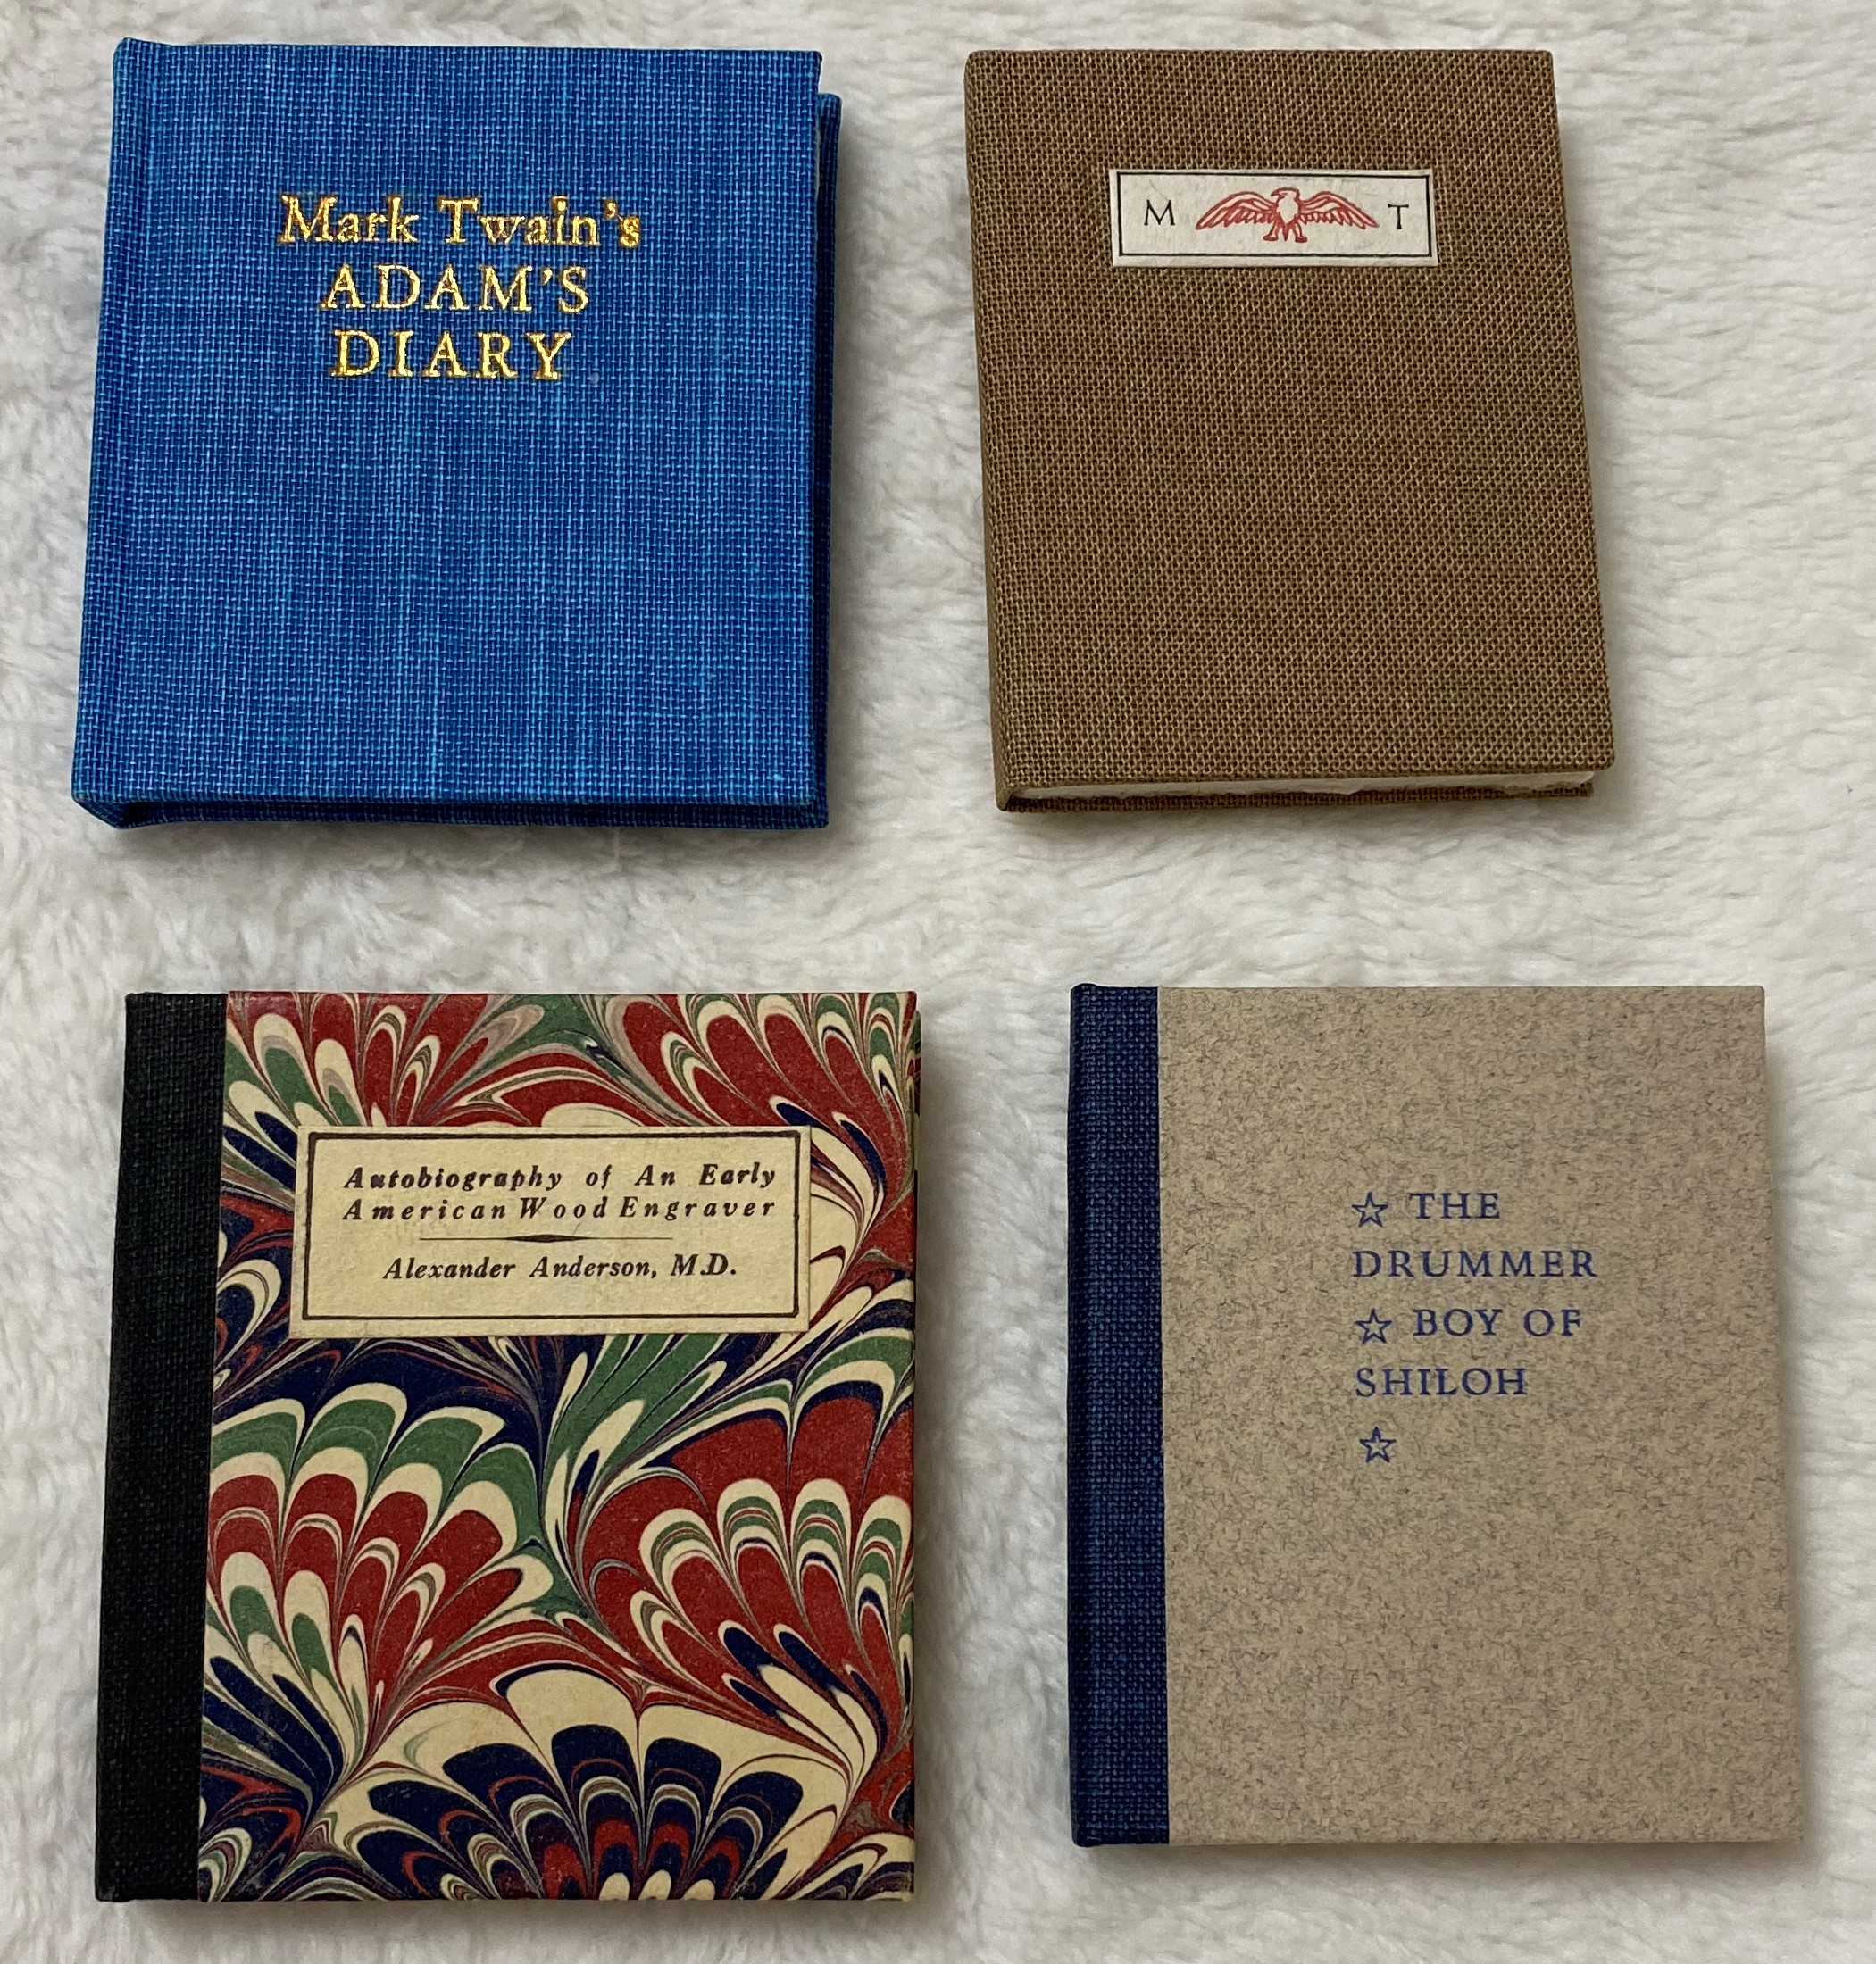 Mark Twain's
ADAM'S
DIARY
M T
Autobiography of An Early
American Wood Engraver
Alexander Anderson, M.D.
☆ THE
DRUMMER
☆ BOY OF
SHILOH
☆